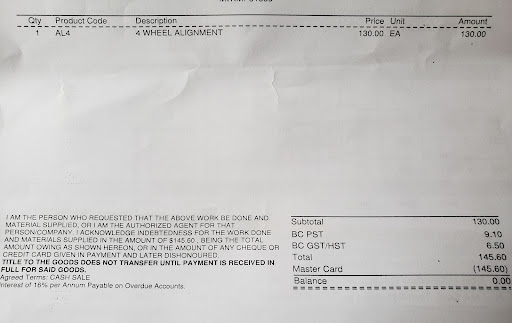 Qty Product Code Description Price Unit Amount
1 AL4 4 WHEEL ALIGNMENT 130.00 EA 130.00
I AM THE PERSON WHO REQUESTED THAT THE ABOVE WORK BE DONE AND
MATERIAL SUPPLIED, OR I AM THE AUTHORIZED AGENT FOR THAT
PERSON/COMPANY. I ACKNOWLEDGE INDEBTEDNESS FOR THE WORK DONE
AND MATERIALS SUPPLIED IN THE AMOUNT OF $145.60 , BEING THE TOTAL
AMOUNT OWING AS SHOWN HEREON, OR IN THE AMOUNT OF ANY CHEQUE OR
CREDIT CARD GIVEN IN PAYMENT AND LATER DISHONOURED.
TITLE TO THE GOODS DOES NOT TRANSFER UNTIL PAYMENT IS RECEIVED IN
FULL FOR SAID GOODS.
Agreed Terms: CASH SALE
Interest of 16% per Annum Payable on Overdue Accounts.
Subtotal 130.00
BC PST 9.10
BC GST/HST 6.50
Total 145.60
Master Card (145.60)
Balance 0.00